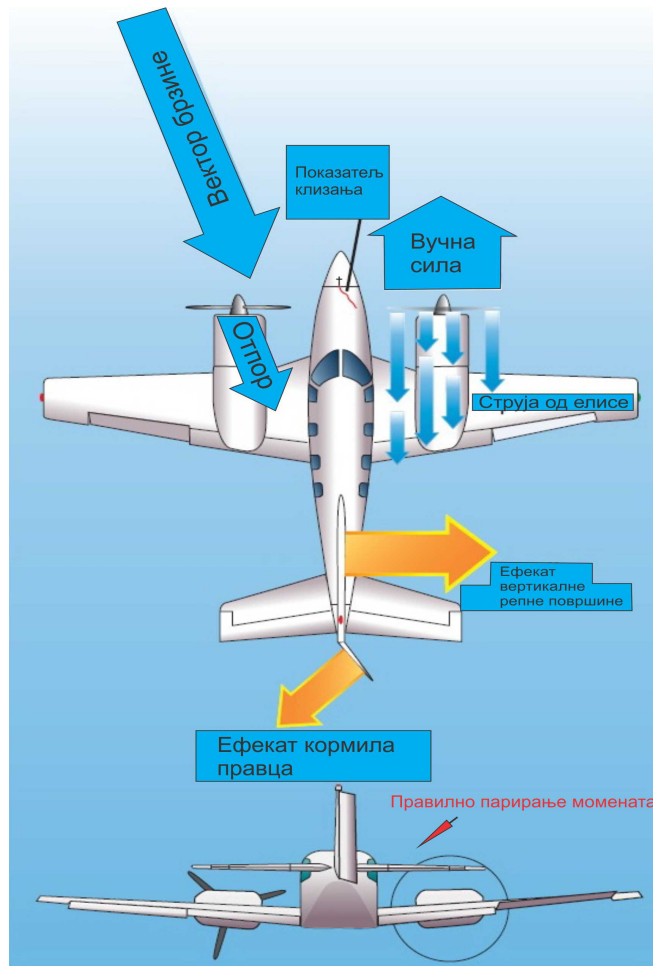 Вектор брзине
Показатељ
клизања
Вучна
сила
Отпор
Струја од елисе
Ефекат
вертикалне
репне површине
Ефекат кормила
правца
Правилно парирање момената